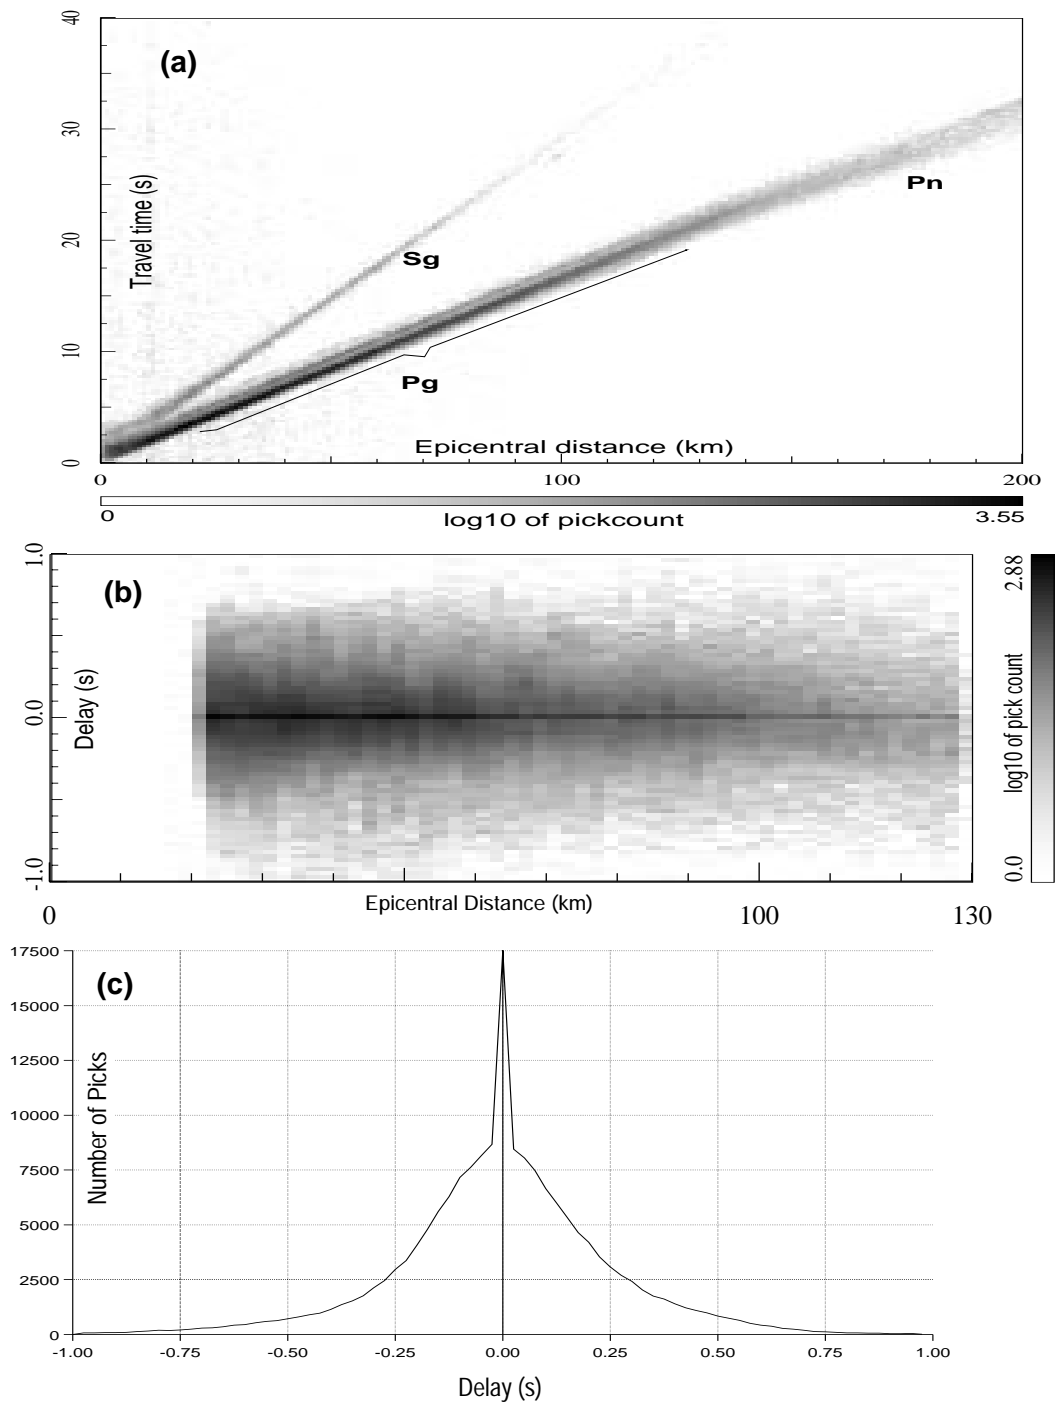 40
(a)
30
Travel time (s)
Pn
20
Sg
10
Pg
Epicentral distance (km)
0
0 100 200
0 log10 of pickcount 3.55
1.0
(b)
2.88
Delay (s)
0.0
log10 of pick count
-1.0
0.0
0 Epicentral Distance (km) 100 130
17500
(c)
15000
12500
Number of Picks
10000
7500
5000
2500
0
-1.00 -0.75 -0.50 -0.25 0.00 0.25 0.50 0.75 1.00
Delay (s)